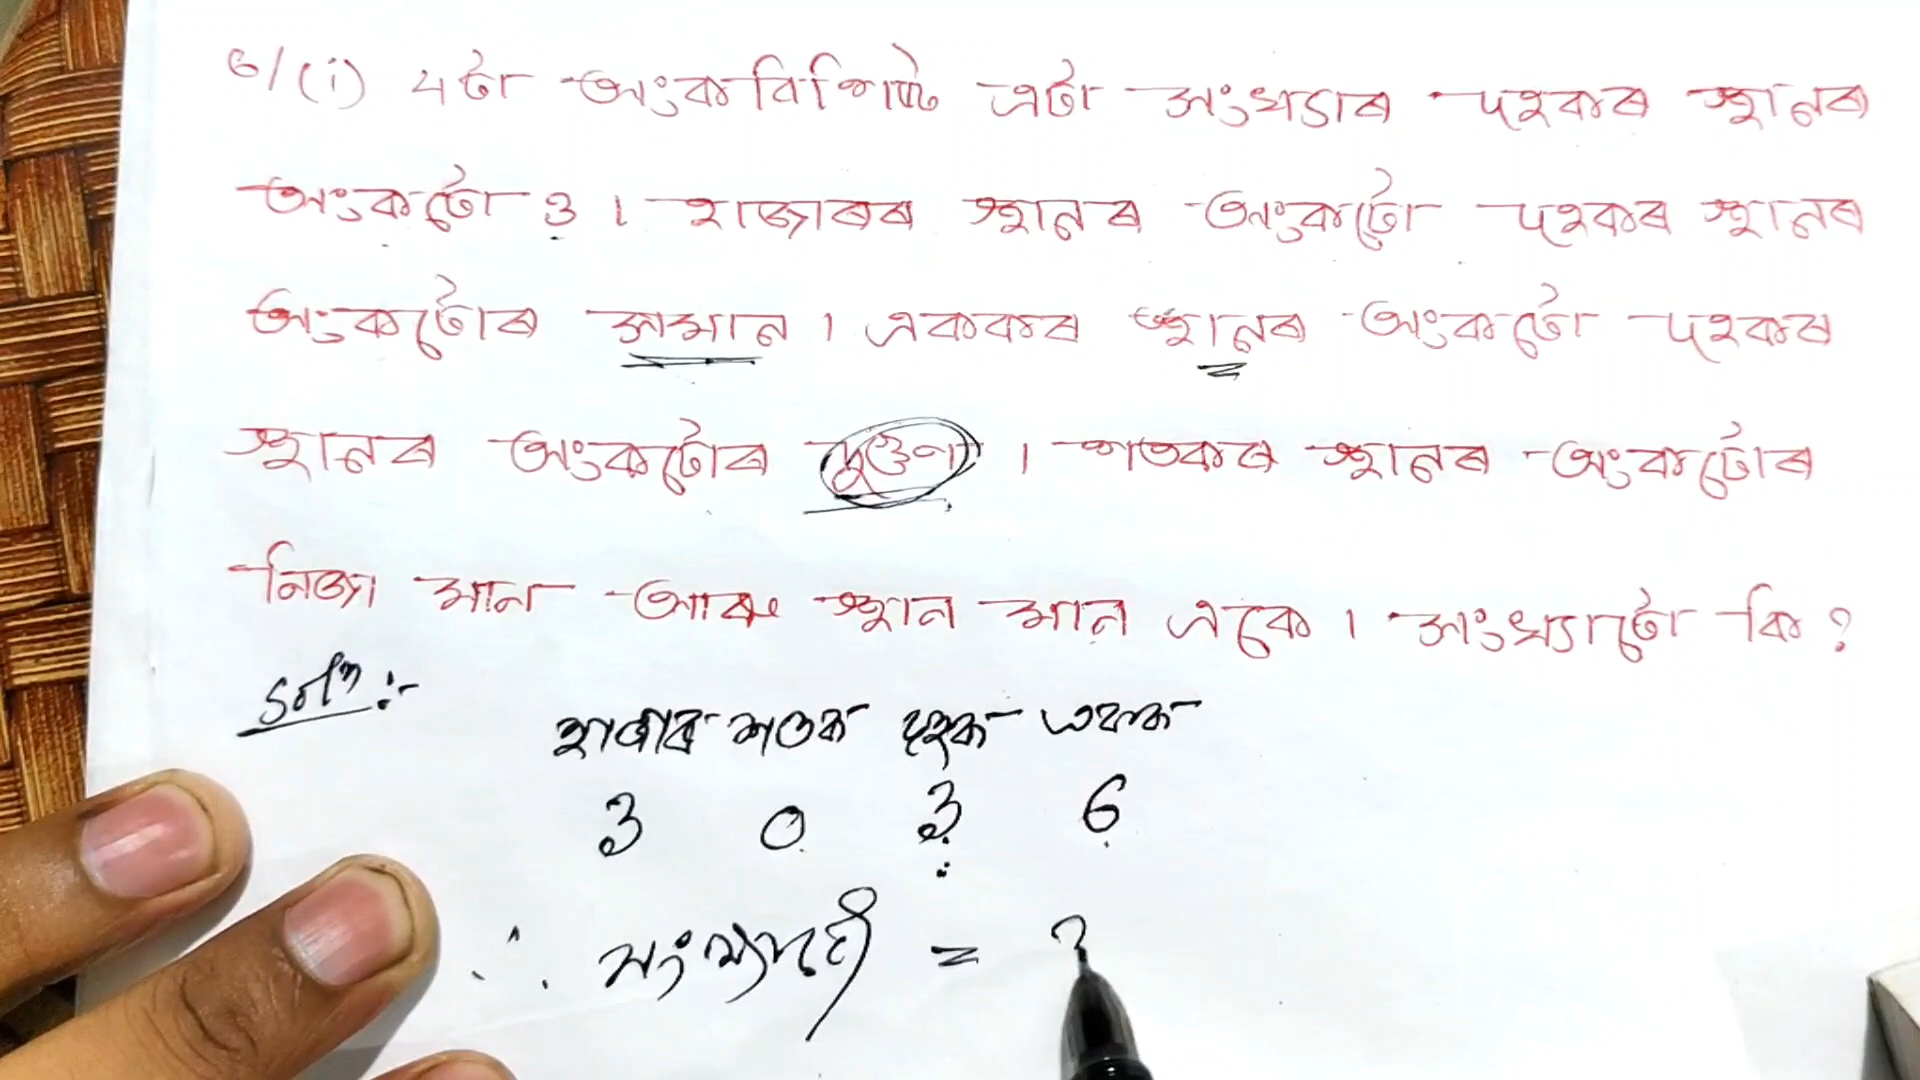 6/(i) 4টা অংকবিশিষ্ট এটা সংখ্যাৰ দহকৰ স্থানৰ
অংকটো 3 । হাজাৰৰ স্থানৰ অংকটো দহকৰ স্থানৰ
অংকটোৰ সমান । এককৰ স্থানৰ অংকটো দহকৰ
স্থানৰ অংকটোৰ দুগুণ । শতকৰ স্থানৰ অংকটোৰ
নিজা মান আৰু স্থান মান একে । সংখ্যাটো কি ?
Solⁿ :-
হাজাৰ শতক দহক একক
3 0 3 6
∴ সংখ্যাটো = 3